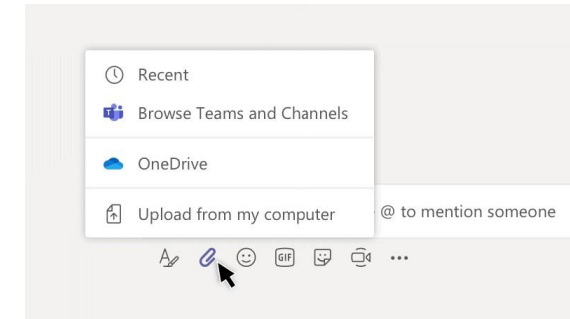 Recent
Browse Teams and Channels
OneDrive
Upload from my computer
@ to mention someone
GIF